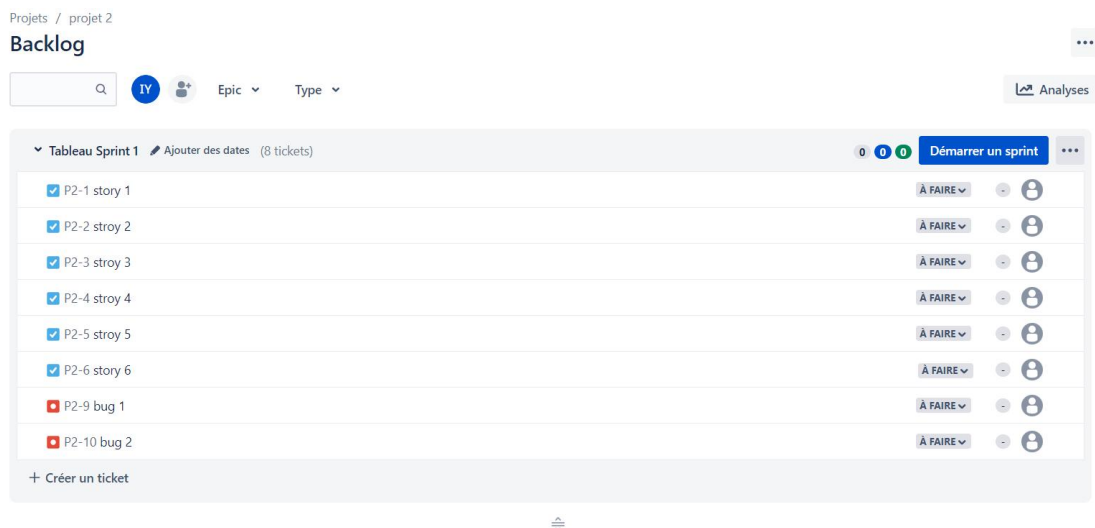 Projets / projet 2
Backlog
IY Epic Type Analyses
Tableau Sprint 1 Ajouter des dates (8 tickets) 0 0 0 Démarrer un sprint
P2-1 story 1 À FAIRE -
P2-2 stroy 2 À FAIRE -
P2-3 stroy 3 À FAIRE -
P2-4 stroy 4 À FAIRE -
P2-5 stroy 5 À FAIRE -
P2-6 story 6 À FAIRE -
P2-9 bug 1 À FAIRE -
P2-10 bug 2 À FAIRE -
+ Créer un ticket